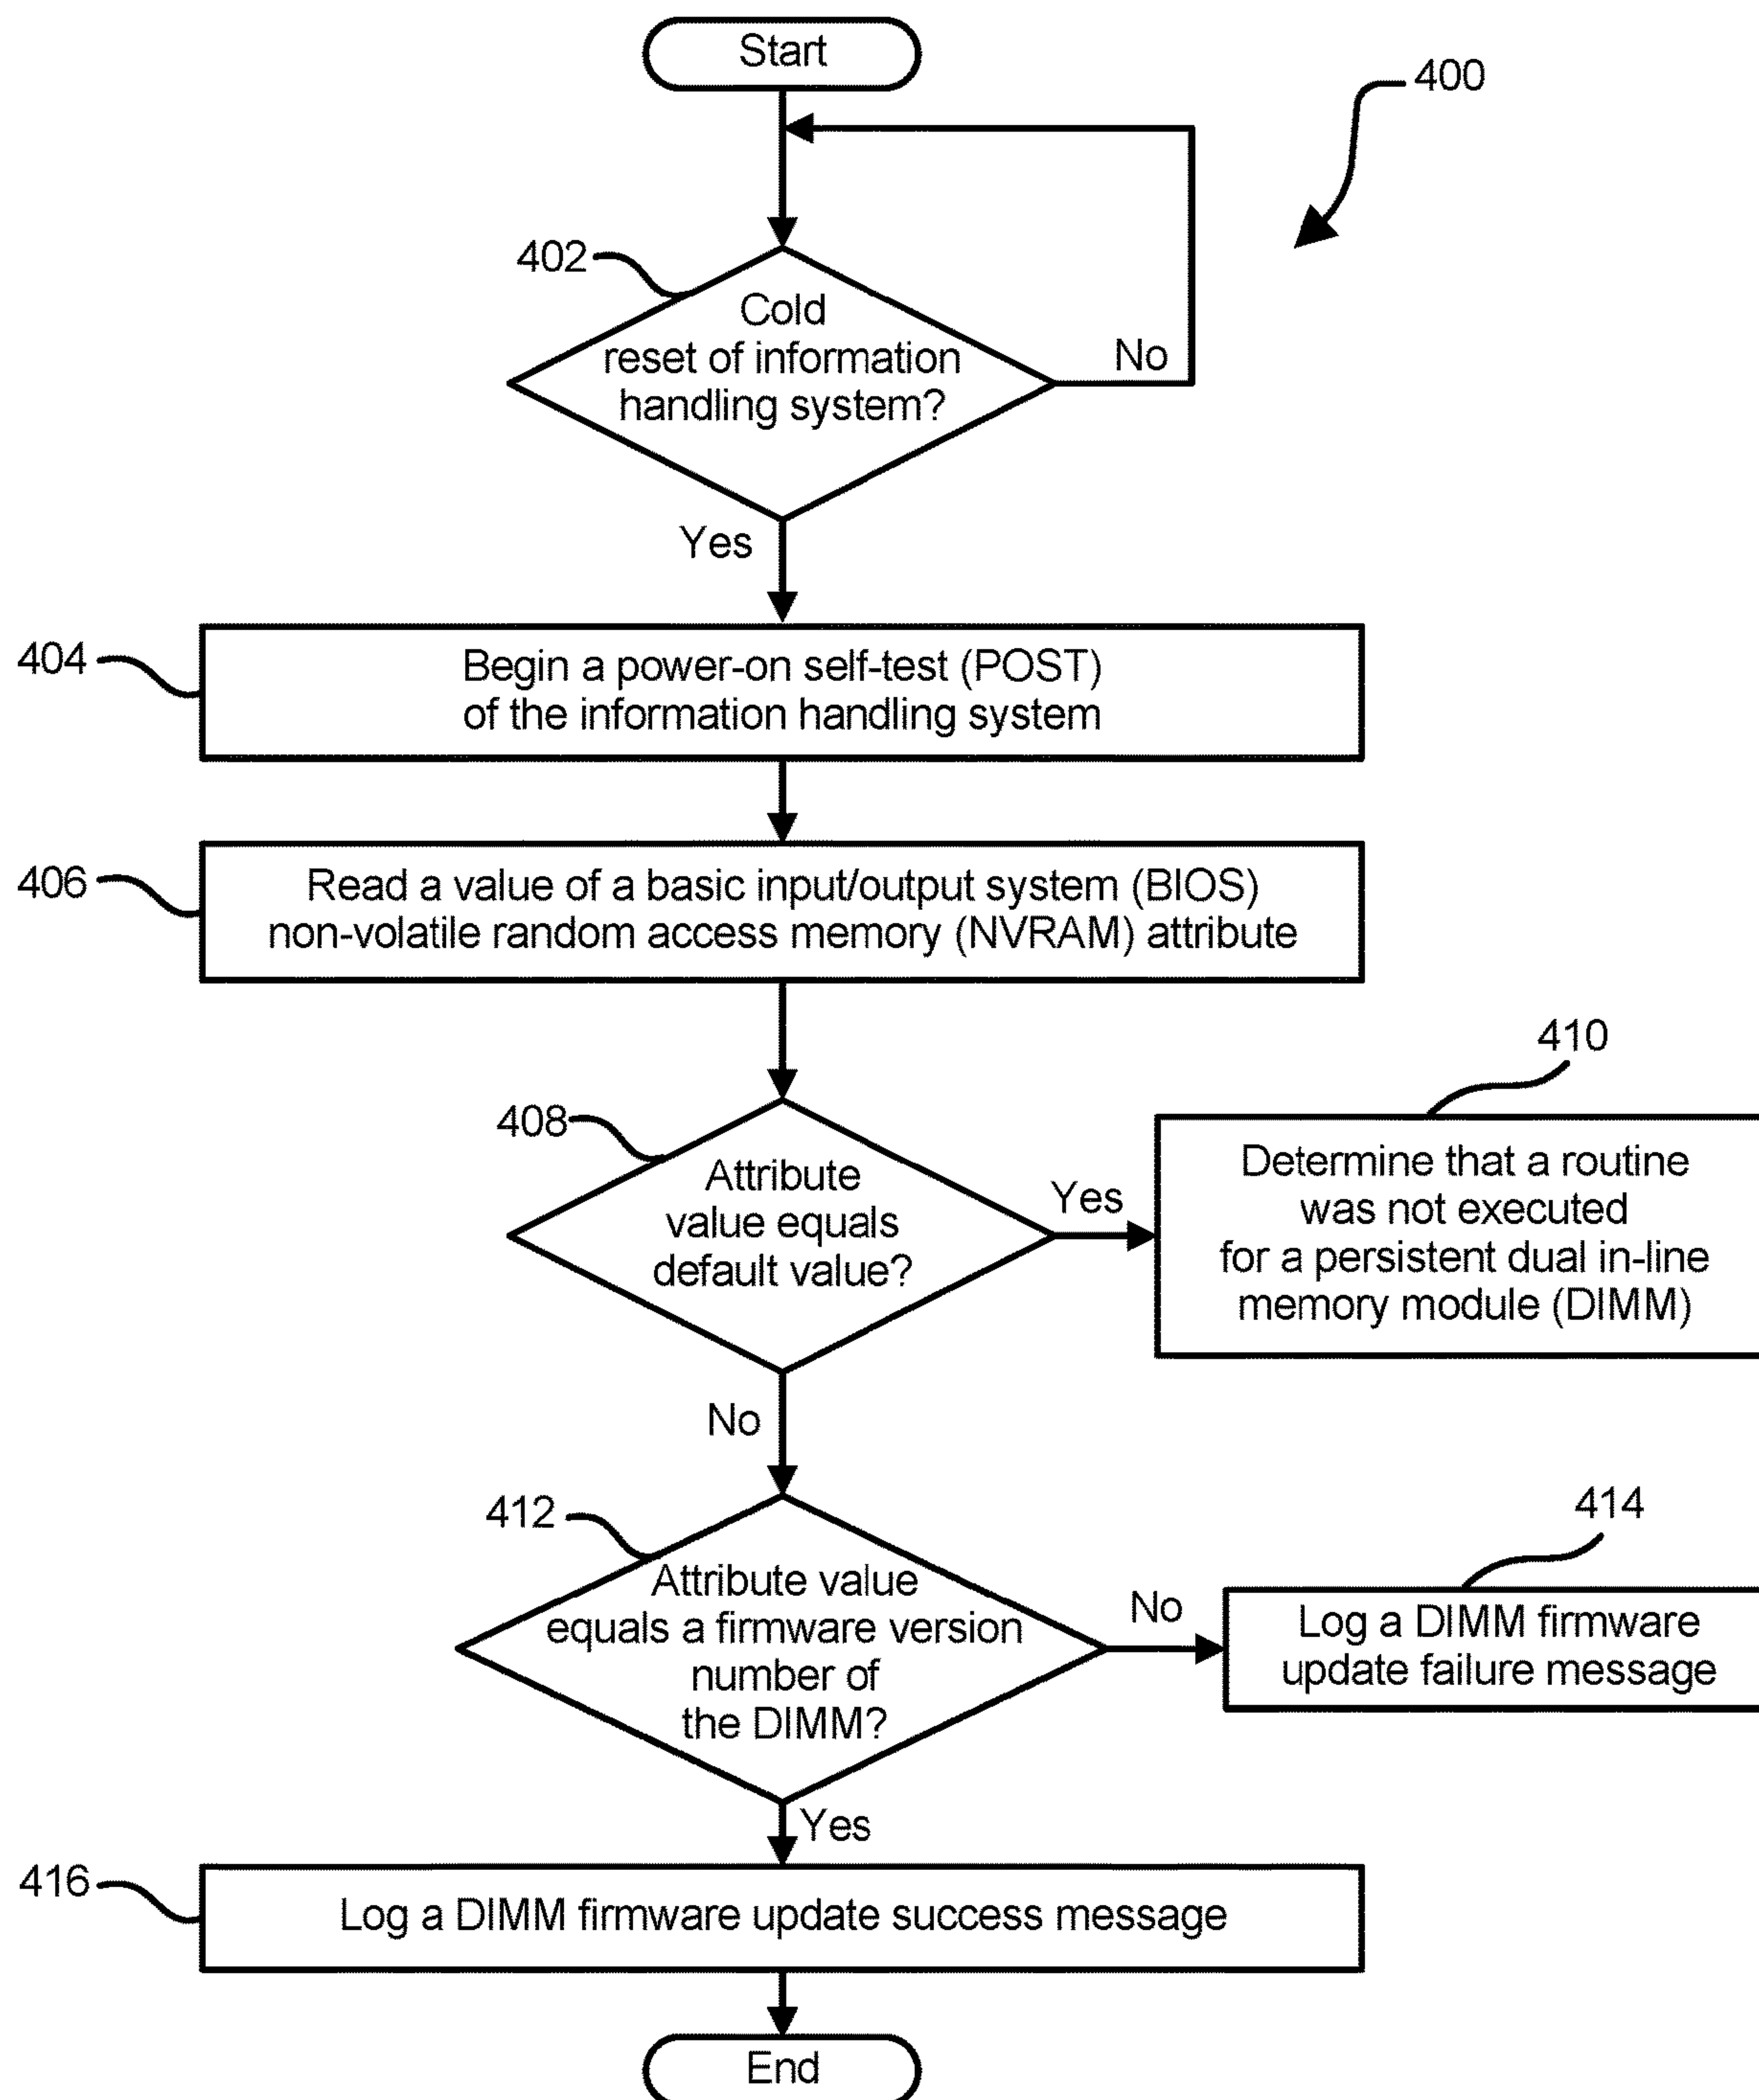 Start
400
402
Cold
reset of information
handling system?
No
Yes
404
Begin a power-on self-test (POST)
of the information handling system
406
Read a value of a basic input/output system (BIOS)
non-volatile random access memory (NVRAM) attribute
408
Attribute
value equals
default value?
Yes
410
Determine that a routine
was not executed
for a persistent dual in-line
memory module (DIMM)
No
412
Attribute value
equals a firmware version
number of
the DIMM?
No
414
Log a DIMM firmware
update failure message
Yes
416
Log a DIMM firmware update success message
End